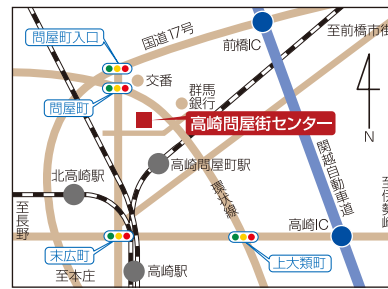 問屋町入口
国道17号
前橋IC
至前橋市街
交番
群馬
銀行
問屋町
高崎問屋街センター
N
高崎問屋町駅
北高崎駅
環状線
関越自動車道
至長野
至伊勢崎
高崎IC
末広町
上大類町
至本庄
高崎駅